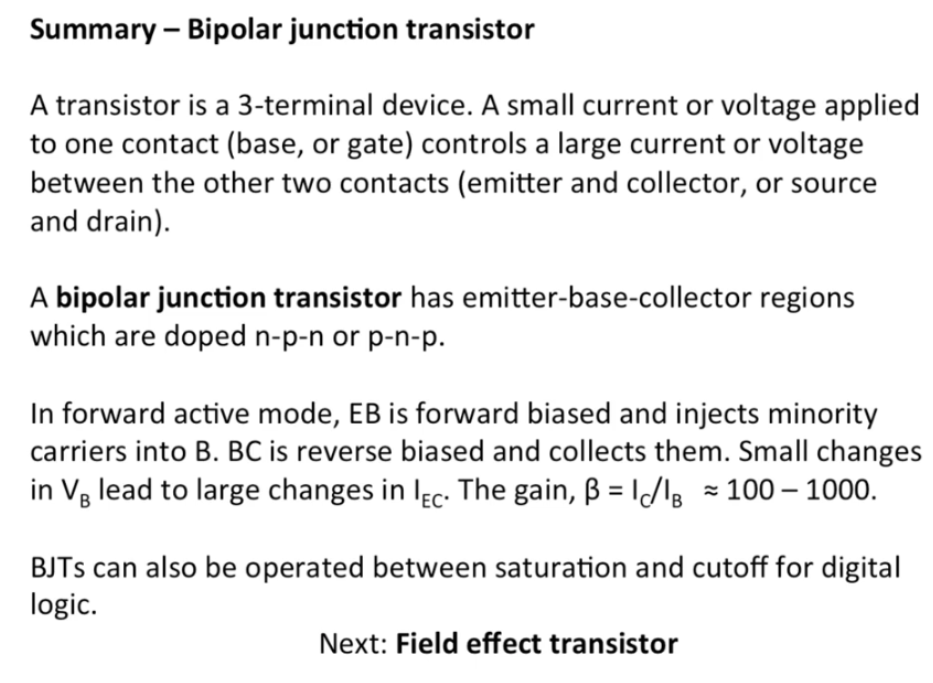 Summary – Bipolar junction transistor
A transistor is a 3-terminal device. A small current or voltage applied
to one contact (base, or gate) controls a large current or voltage
between the other two contacts (emitter and collector, or source
and drain).
A bipolar junction transistor has emitter-base-collector regions
which are doped n-p-n or p-n-p.
In forward active mode, EB is forward biased and injects minority
carriers into B. BC is reverse biased and collects them. Small changes
in V_B lead to large changes in I_EC. The gain, β = I_C/I_B ≈ 100 – 1000.
BJTs can also be operated between saturation and cutoff for digital
logic.
Next: Field effect transistor